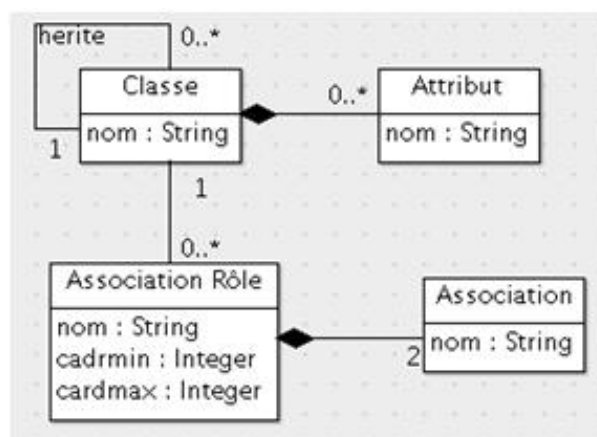 herite
0..*
Classe
nom : String
1
0..*
Attribut
nom : String
1
0..*
Association Rôle
nom : String
cadrmin : Integer
cardmax : Integer
2
Association
nom : String